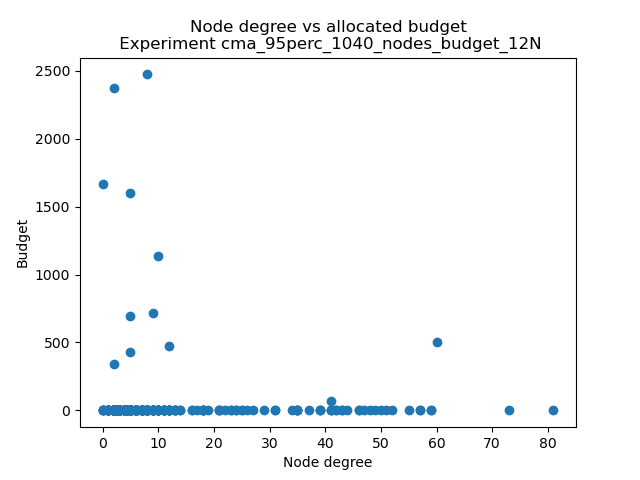 Node degree vs allocated budget
Experiment cma_95perc_1040_nodes_budget_12N
2500
2000
1500
1000
500
0
Budget
0 10 20 30 40 50 60 70 80
Node degree